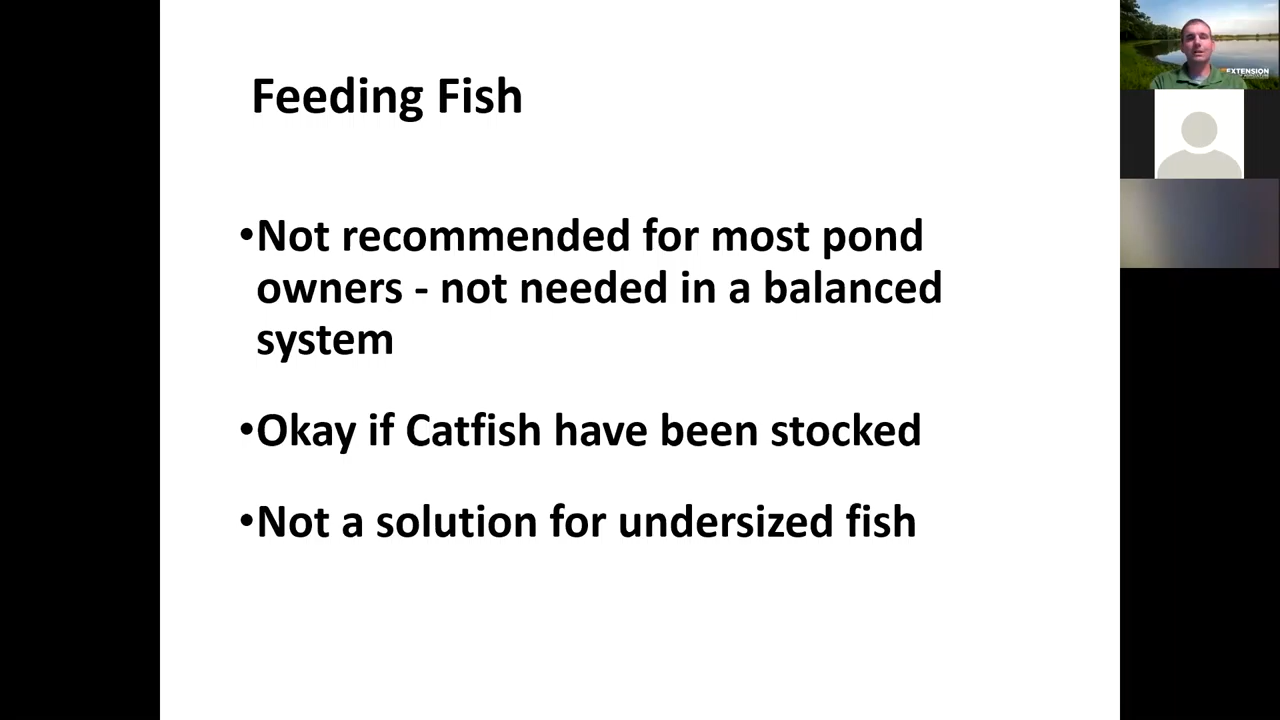 Feeding Fish
•Not recommended for most pond
owners - not needed in a balanced
system
•Okay if Catfish have been stocked
•Not a solution for undersized fish
EXTENSION